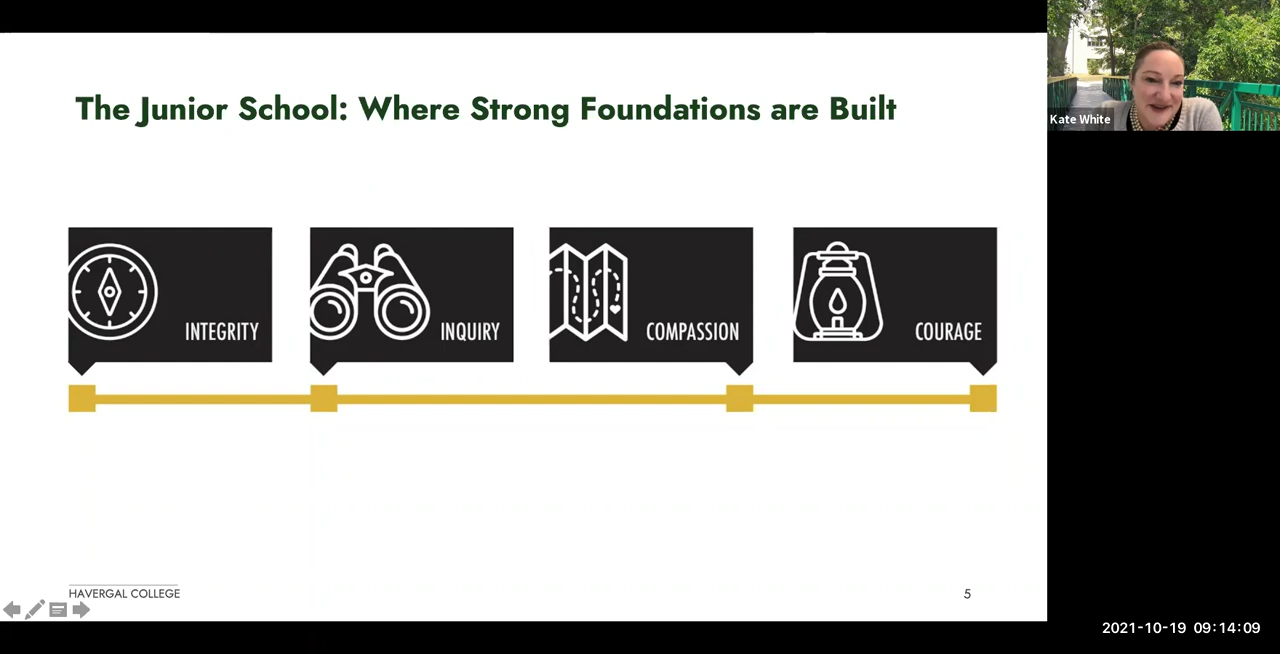 The Junior School: Where Strong Foundations are Built
Kate White
INTEGRITY
INQUIRY
COMPASSION
COURAGE
HAVERGAL COLLEGE
5
2021-10-19 09:14:09